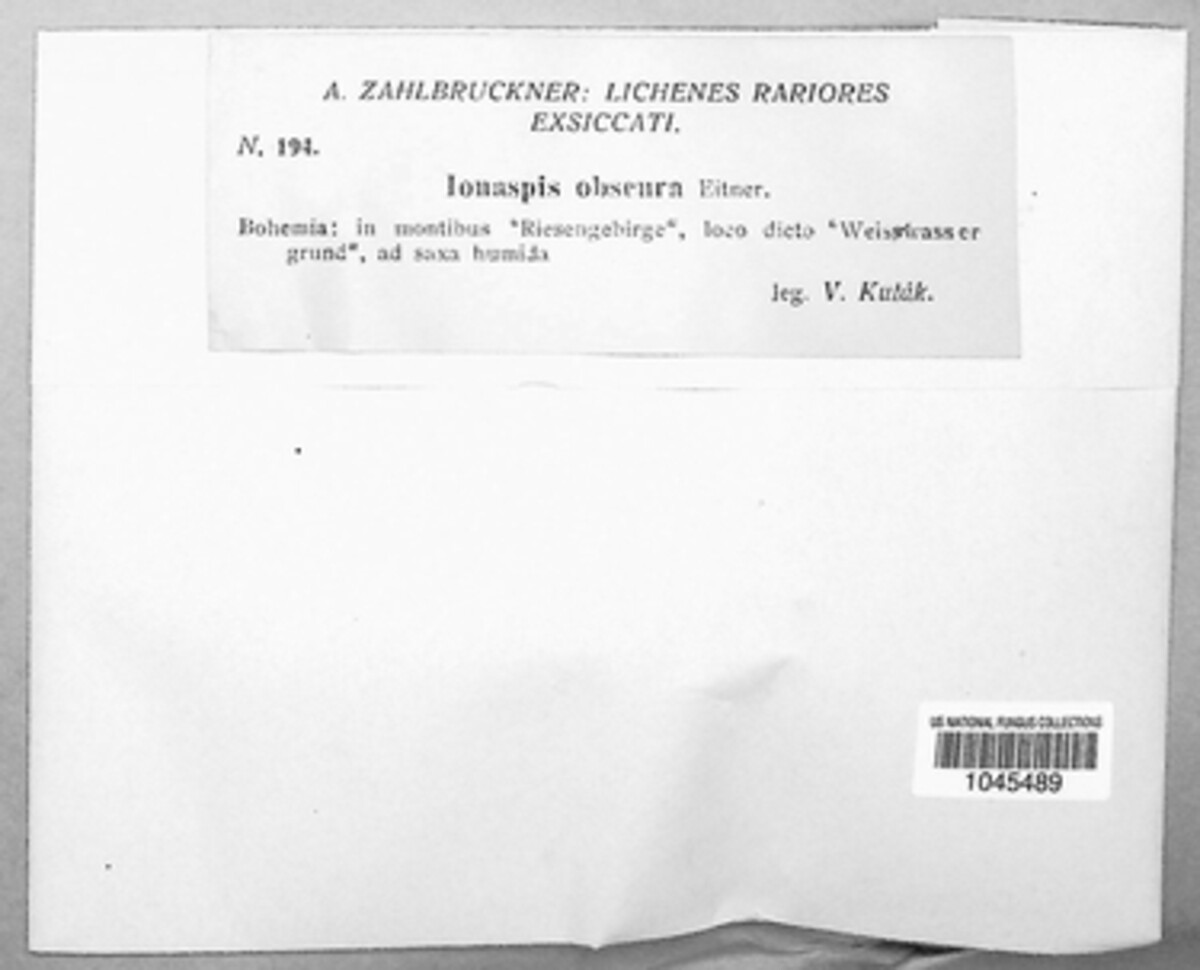 A. ZAHLBRUCKNER: LICHENES RARIORES
EXSICCATI.
N. 194.
Ionaspis obscura Eitner.
Bohemia: in montibus "Riesengebirge", loco dicto "Weisswasser
grund", ad saxa humida
leg. V. Kuták.
US NATIONAL FUNGUS COLLECTIONS
1045489